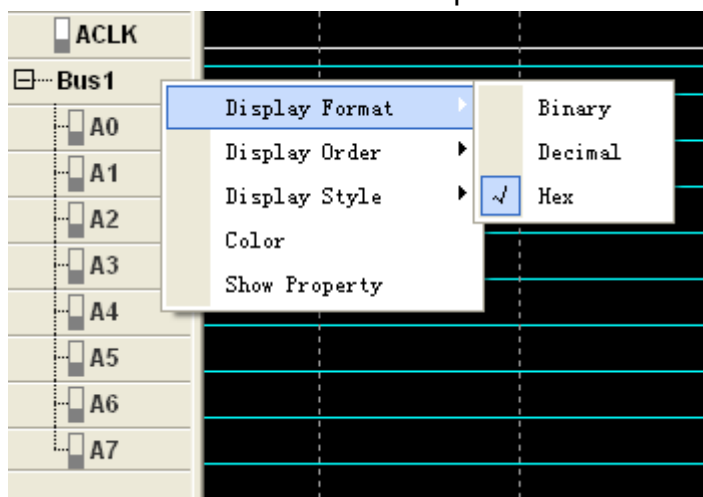 ACLK
Bus1
A0
A1
A2
A3
A4
A5
A6
A7
Display Format
Display Order
Display Style
Color
Show Property
Binary
Decimal
Hex